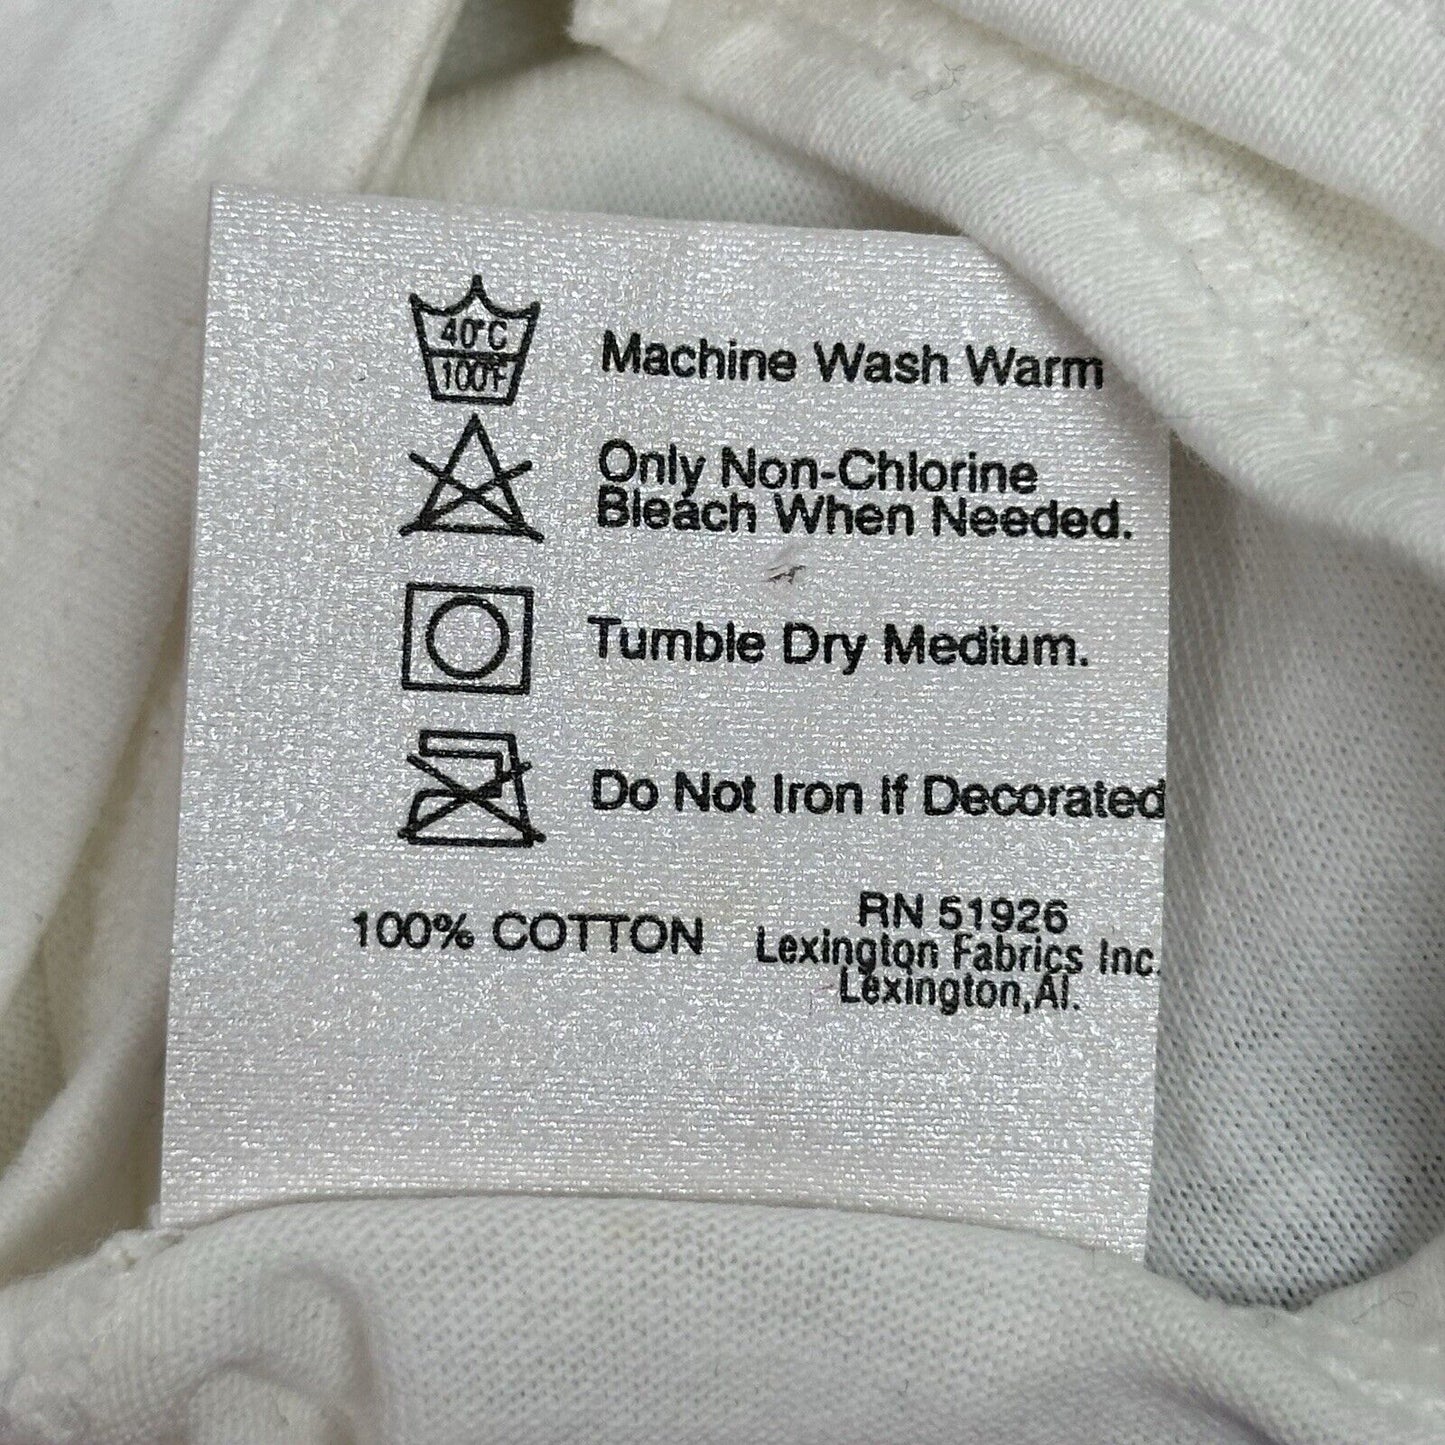 40°C
100°F
Machine Wash Warm
Only Non-Chlorine
Bleach When Needed.
Tumble Dry Medium.
Do Not Iron If Decorated
100% COTTON
RN 51926
Lexington Fabrics Inc.
Lexington,Al.